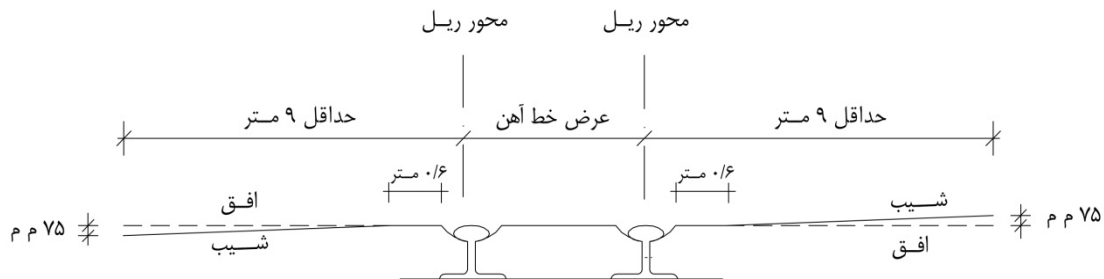 محور ریل محور ریل
حداقل ۹ متر عرض خط آهن حداقل ۹ متر
۰/۶ متر ۰/۶ متر
شیب افق
۷۵ م م ۷۵ م م
افق شیب